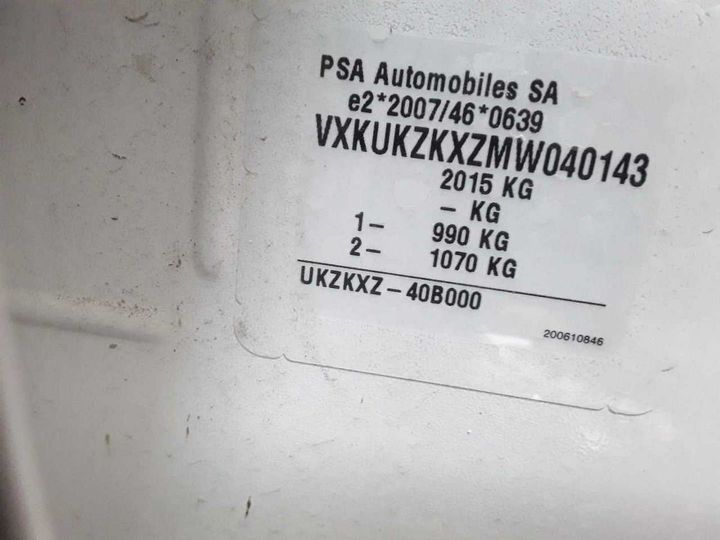 PSA Automobiles SA
e2*2007/46*0639
VXKUKZKXZMW040143
2015 KG
- KG
1- 990 KG
2- 1070 KG
UKZKXZ-40B000
200610846